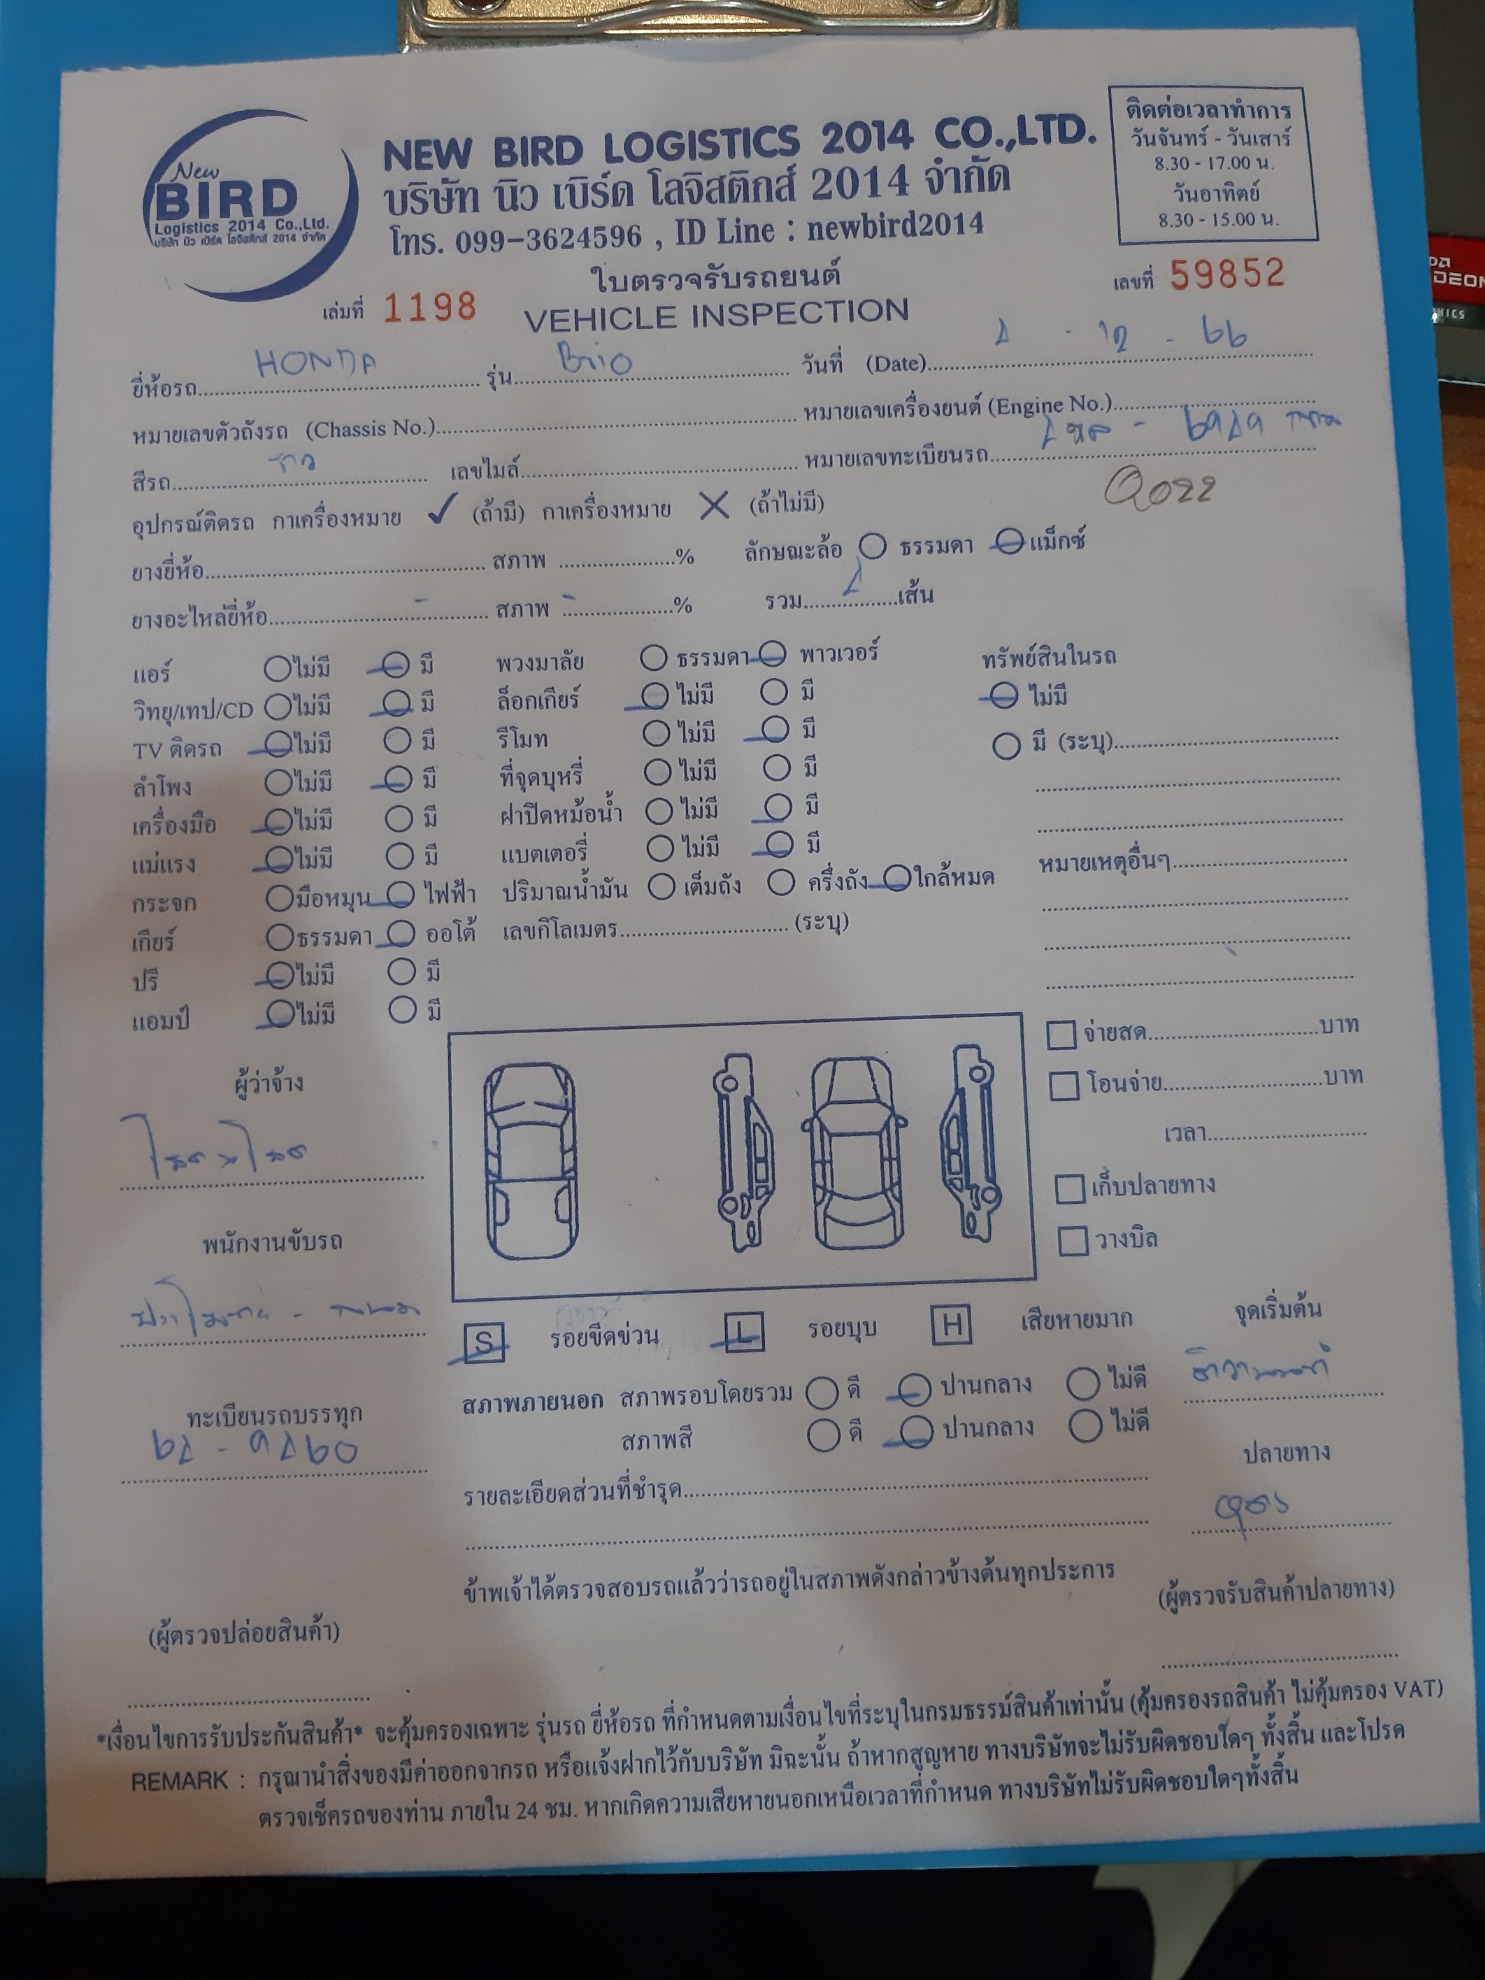 New
BIRD
Logistics 2014 Co.,Ltd.
บริษัท นิว เบิร์ด โลจิสติกส์ 2014 จำกัด
NEW BIRD LOGISTICS 2014 CO.,LTD.
บริษัท นิว เบิร์ด โลจิสติกส์ 2014 จำกัด
โทร. 099-3624596 , ID Line : newbird2014
ติดต่อเวลาทำการ
วันจันทร์ - วันเสาร์
8.30 - 17.00 น.
วันอาทิตย์
8.30 - 15.00 น.
ใบตรวจรับรถยนต์
เล่มที่ 1198 VEHICLE INSPECTION เลขที่ 59852
ยี่ห้อรถ HONDA รุ่น Brio วันที่ (Date) 4 - 12 - 66
หมายเลขตัวถังรถ (Chassis No.) หมายเลขเครื่องยนต์ (Engine No.)
สีรถ ขาว เลขไมล์ หมายเลขทะเบียนรถ
Q022
อุปกรณ์ติดรถ กาเครื่องหมาย ✓ (ถ้ามี) กาเครื่องหมาย ✕ (ถ้าไม่มี)
ยางยี่ห้อ สภาพ % ลักษณะล้อ ธรรมดา แม็กซ์
ยางอะไหล่ยี่ห้อ - สภาพ - % รวม 4 เส้น
แอร์ ไม่มี มี พวงมาลัย ธรรมดา พาวเวอร์ ทรัพย์สินในรถ
วิทยุ/เทป/CD ไม่มี มี ล็อกเกียร์ ไม่มี มี ไม่มี
TV ติดรถ ไม่มี มี รีโมท ไม่มี มี มี (ระบุ)
ลำโพง ไม่มี มี ที่จุดบุหรี่ ไม่มี มี
เครื่องมือ ไม่มี มี ฝาปิดหม้อน้ำ ไม่มี มี
แม่แรง ไม่มี มี แบตเตอรี่ ไม่มี มี หมายเหตุอื่นๆ
กระจก มือหมุน ไฟฟ้า ปริมาณน้ำมัน เต็มถัง ครึ่งถัง ใกล้หมด
เกียร์ ธรรมดา ออโต้ เลขกิโลเมตร (ระบุ)
ปรี ไม่มี มี
แอมป์ ไม่มี มี
จ่ายสด บาท
โอนจ่าย บาท
เวลา
เก็บปลายทาง
วางบิล
ผู้ว่าจ้าง
พนักงานขับรถ
ทะเบียนรถบรรทุก
S รอยขีดข่วน L รอยบุบ H เสียหายมาก จุดเริ่มต้น
สภาพภายนอก สภาพรอบโดยรวม ดี ปานกลาง ไม่ดี
สภาพสี ดี ปานกลาง ไม่ดี
ปลายทาง
รายละเอียดส่วนที่ชำรุด
อุดร
ข้าพเจ้าได้ตรวจสอบรถแล้วว่ารถอยู่ในสภาพดังกล่าวข้างต้นทุกประการ
(ผู้ตรวจปล่อยสินค้า) (ผู้ตรวจรับสินค้าปลายทาง)
*เงื่อนไขการรับประกันสินค้า* จะคุ้มครองเฉพาะ รุ่นรถ ยี่ห้อรถ ที่กำหนดตามเงื่อนไขที่ระบุในกรมธรรม์สินค้าเท่านั้น (คุ้มครองรถสินค้า ไม่คุ้มครอง VAT)
REMARK : กรุณานำสิ่งของมีค่าออกจากรถ หรือแจ้งฝากไว้กับบริษัท มิฉะนั้น ถ้าหากสูญหาย ทางบริษัทจะไม่รับผิดชอบใดๆ ทั้งสิ้น และโปรด
ตรวจเช็ครถของท่าน ภายใน 24 ชม. หากเกิดความเสียหายนอกเหนือเวลาที่กำหนด ทางบริษัทไม่รับผิดชอบใดๆทั้งสิ้น